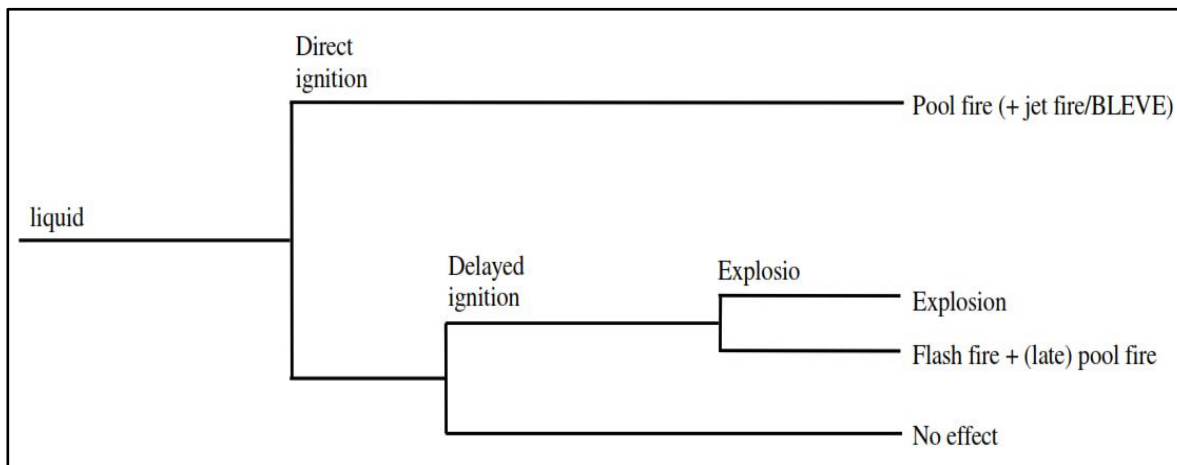 Direct
ignition
Pool fire (+ jet fire/BLEVE)
liquid
Delayed
ignition
Explosio
Explosion
Flash fire + (late) pool fire
No effect